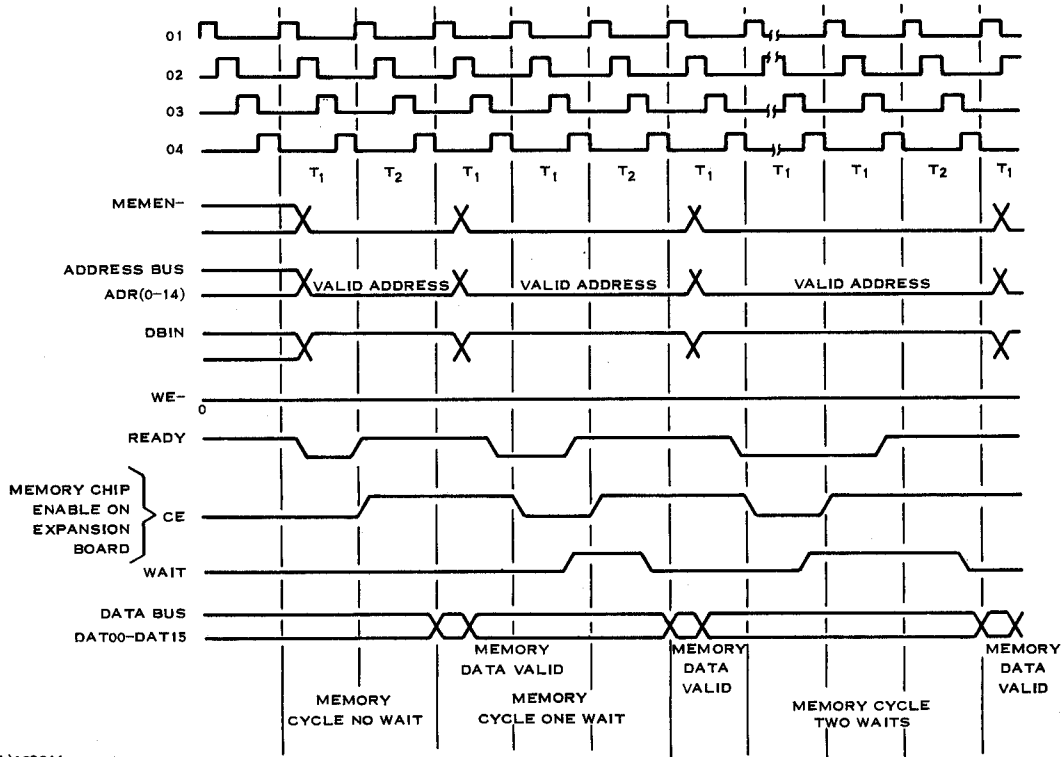 01
02
03
04
T1 T2 T1 T1 T2 T1 T1 T1 T2 T1
MEMEN-
ADDRESS BUS
ADR(0-14)
VALID ADDRESS VALID ADDRESS VALID ADDRESS
DBIN
WE-
0
READY
MEMORY CHIP
ENABLE ON
EXPANSION
BOARD
CE
WAIT
DATA BUS
DAT00-DAT15
MEMORY
DATA VALID
MEMORY
DATA
VALID
MEMORY
DATA
VALID
MEMORY
CYCLE NO WAIT
MEMORY
CYCLE ONE WAIT
MEMORY CYCLE
TWO WAITS